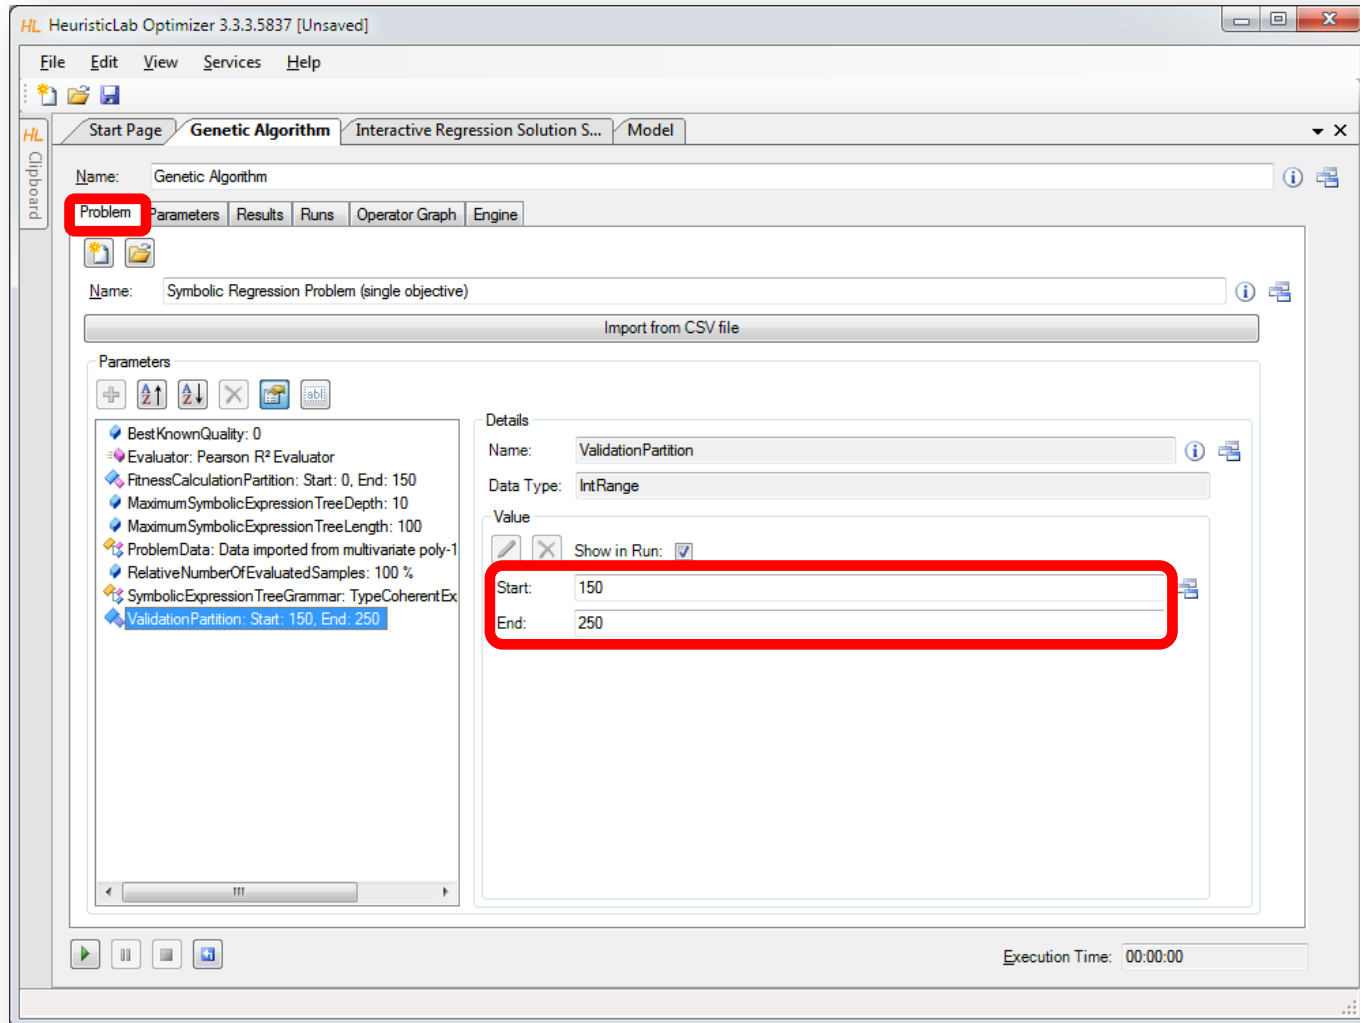 HL HeuristicLab Optimizer 3.3.3.5837 [Unsaved]
File Edit View Services Help
HL Clipboard
Start Page Genetic Algorithm Interactive Regression Solution S... Model
Name: Genetic Algorithm
Problem Parameters Results Runs Operator Graph Engine
Name: Symbolic Regression Problem (single objective)
Import from CSV file
Parameters
BestKnownQuality: 0
Evaluator: Pearson R² Evaluator
FitnessCalculationPartition: Start: 0, End: 150
MaximumSymbolicExpressionTreeDepth: 10
MaximumSymbolicExpressionTreeLength: 100
ProblemData: Data imported from multivariate poly-1
RelativeNumberOfEvaluatedSamples: 100 %
SymbolicExpressionTreeGrammar: TypeCoherentEx
ValidationPartition: Start: 150, End: 250
Details
Name: ValidationPartition
Data Type: IntRange
Value
Show in Run:
Start: 150
End: 250
Execution Time: 00:00:00